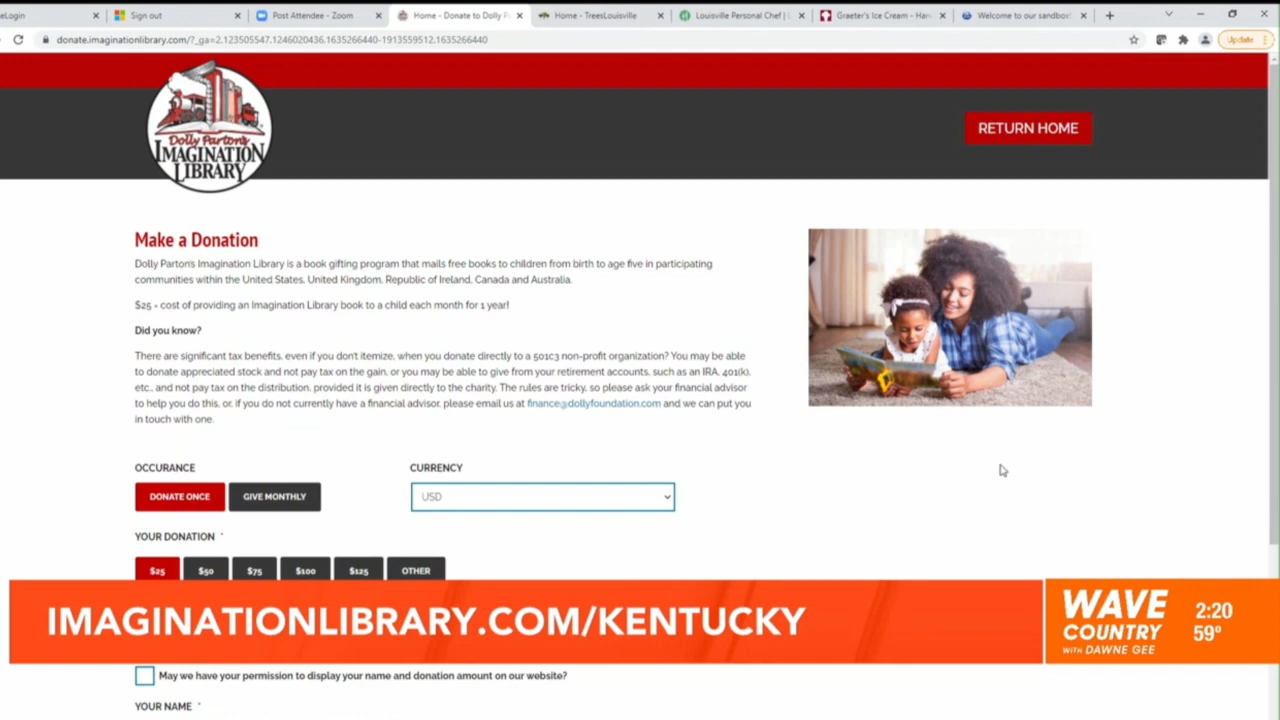 eLogin
Sign out
Post Attendee - Zoom
Home - Donate to Dolly P
Home - TreesLouisville
Louisville Personal Chef | L
Graeter's Ice Cream - Han
Welcome to our sandbox
donate.imaginationlibrary.com/?_ga=2.123505547.1246020436.1635266440-1913559512.1635266440
Update
Dolly Parton's
IMAGINATION
LIBRARY
RETURN HOME
Make a Donation
Dolly Parton's Imagination Library is a book gifting program that mails free books to children from birth to age five in participating
communities within the United States, United Kingdom, Republic of Ireland, Canada and Australia.
$25 = cost of providing an Imagination Library book to a child each month for 1 year!
Did you know?
There are significant tax benefits, even if you don't itemize, when you donate directly to a 501c3 non-profit organization? You may be able
to donate appreciated stock and not pay tax on the gain, or you may be able to give from your retirement accounts, such as an IRA, 401(k),
etc., and not pay tax on the distribution, provided it is given directly to the charity. The rules are tricky, so please ask your financial advisor
to help you do this, or, if you do not currently have a financial advisor, please email us at finance@dollyfoundation.com and we can put you
in touch with one.
OCCURANCE
CURRENCY
DONATE ONCE
GIVE MONTHLY
USD
YOUR DONATION *
$25
$50
$75
$100
$125
OTHER
IMAGINATIONLIBRARY.COM/KENTUCKY
WAVE
COUNTRY
WITH DAWNE GEE
2:20
59°
May we have your permission to display your name and donation amount on our website?
YOUR NAME *